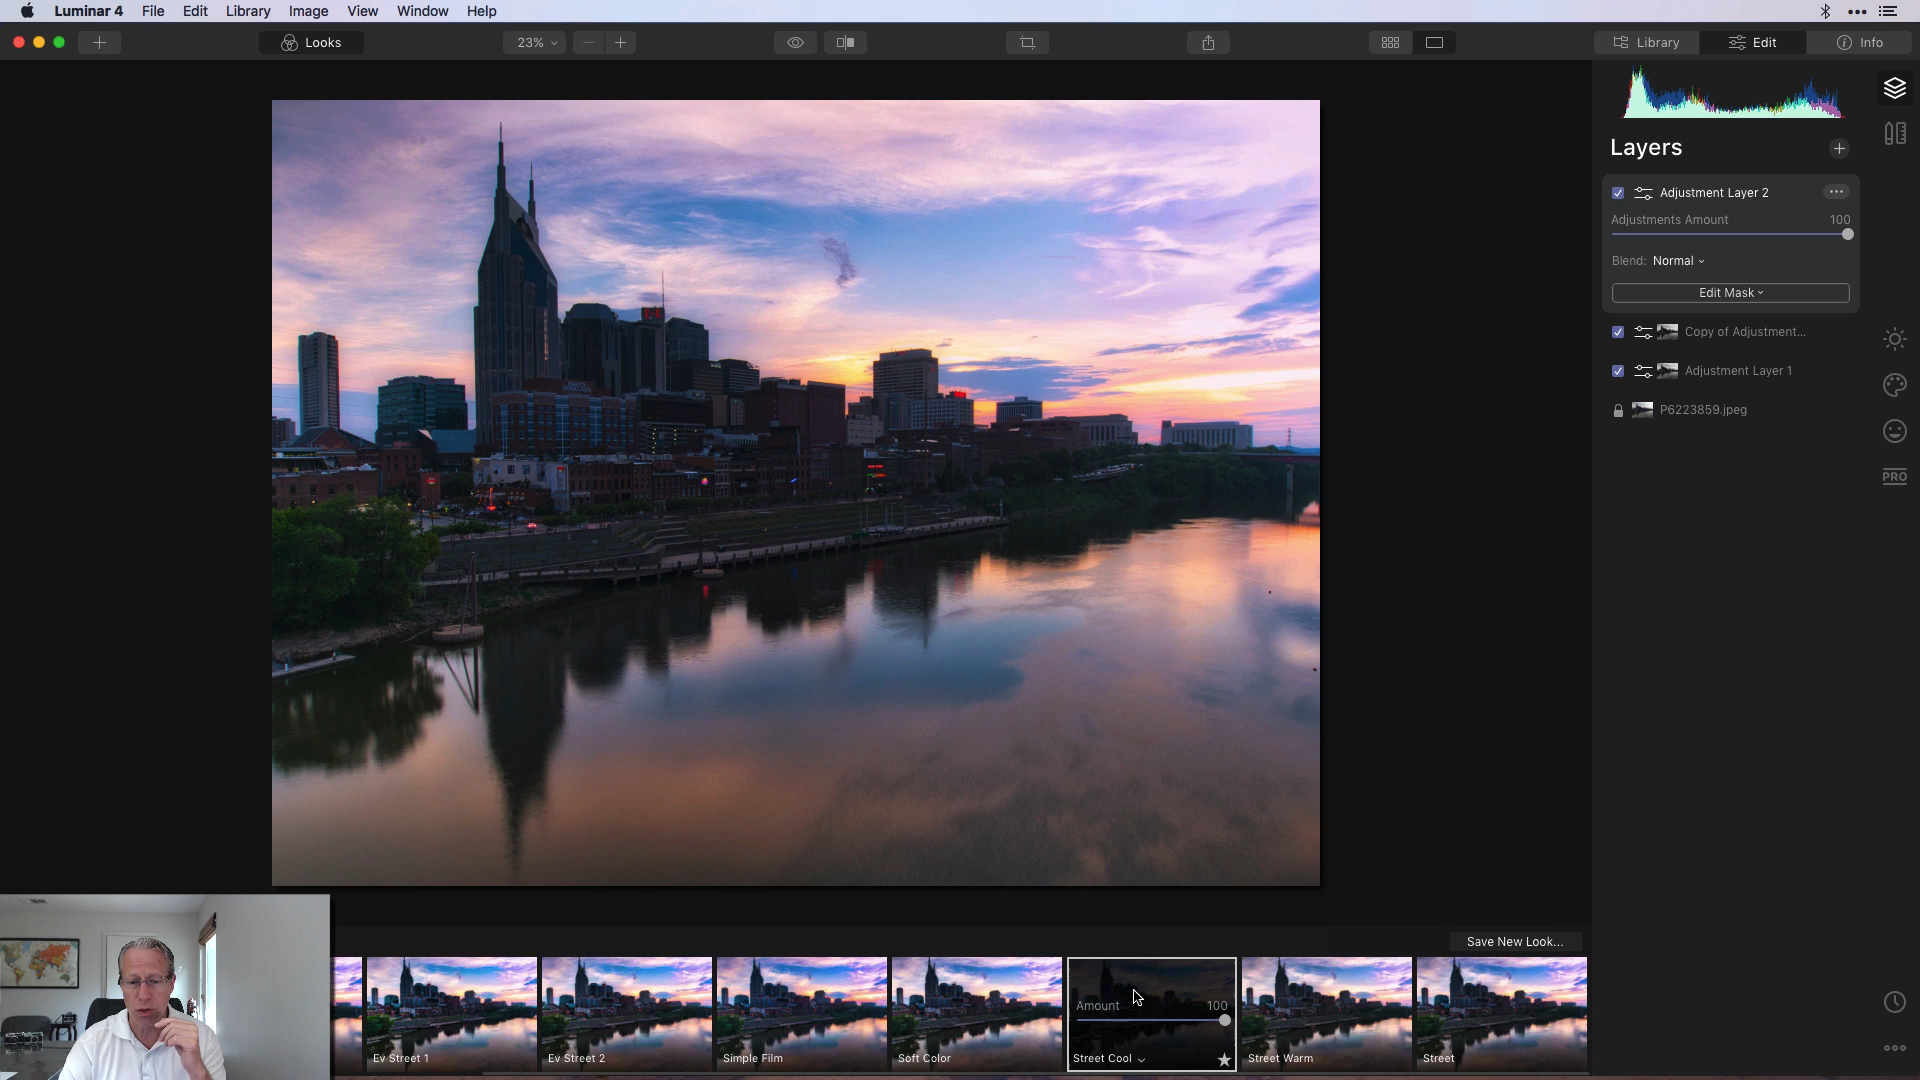 Luminar 4 File Edit Library Image View Window Help
Looks 23% Library Edit Info
Layers
Adjustment Layer 2
Adjustments Amount 100
Blend: Normal
Edit Mask
Copy of Adjustment...
Adjustment Layer 1
P6223859.jpeg
PRO
Save New Look...
Amount 100
Ev Street 1 Ev Street 2 Simple Film Soft Color Street Cool Street Warm Street